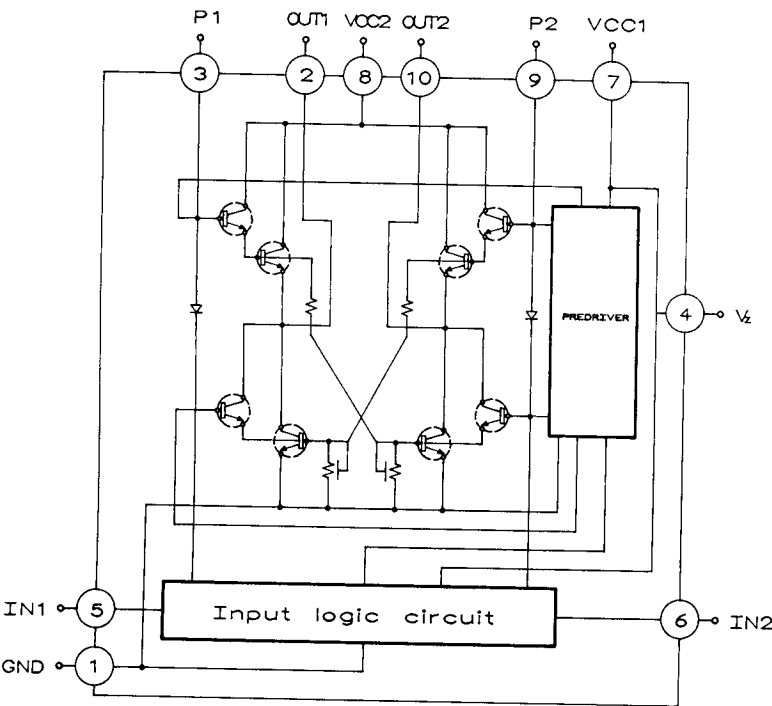 P1 OUT1 VCC2 OUT2 P2 VCC1
3 2 8 10 9 7
PREDRIVER
4 Vz
IN1 5 Input logic circuit 6 IN2
GND 1